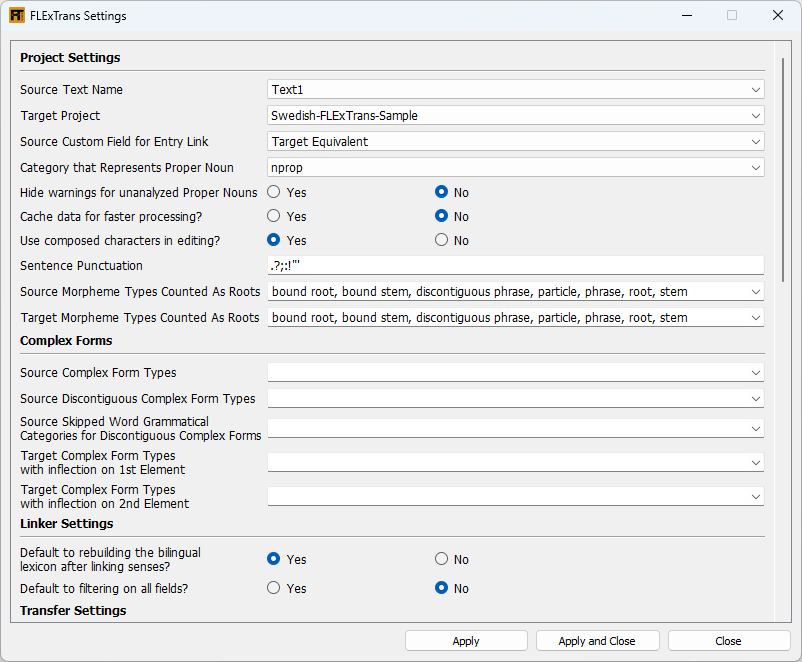 FLExTrans Settings
Project Settings
Source Text Name Text1
Target Project Swedish-FLExTrans-Sample
Source Custom Field for Entry Link Target Equivalent
Category that Represents Proper Noun nprop
Hide warnings for unanalyzed Proper Nouns Yes No
Cache data for faster processing? Yes No
Use composed characters in editing? Yes No
Sentence Punctuation .?;:!"'
Source Morpheme Types Counted As Roots bound root, bound stem, discontiguous phrase, particle, phrase, root, stem
Target Morpheme Types Counted As Roots bound root, bound stem, discontiguous phrase, particle, phrase, root, stem
Complex Forms
Source Complex Form Types
Source Discontiguous Complex Form Types
Source Skipped Word Grammatical
Categories for Discontiguous Complex Forms
Target Complex Form Types
with inflection on 1st Element
Target Complex Form Types
with inflection on 2nd Element
Linker Settings
Default to rebuilding the bilingual
lexicon after linking senses? Yes No
Default to filtering on all fields? Yes No
Transfer Settings
Apply Apply and Close Close